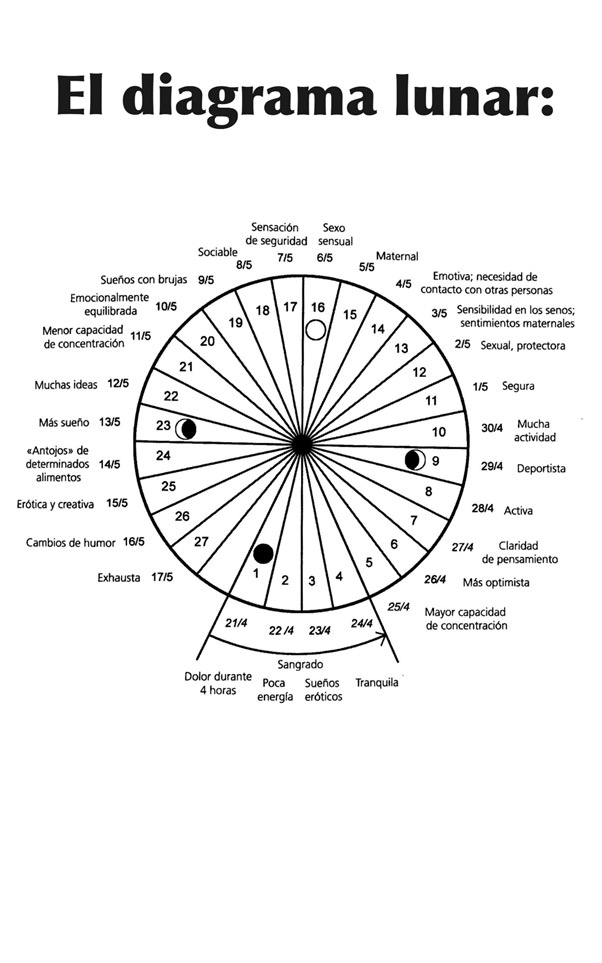 El diagrama lunar:
Sensación
de seguridad
7/5
Sexo
sensual
6/5
Maternal
5/5
Emotiva; necesidad de
contacto con otras personas
4/5
3/5
Sensibilidad en los senos;
sentimientos maternales
2/5 Sexual, protectora
1/5 Segura
30/4
Mucha
actividad
29/4 Deportista
28/4 Activa
27/4
Claridad
de pensamiento
26/4 Más optimista
25/4
Mayor capacidad
de concentración
24/4
Tranquila
23/4
Sueños
eróticos
22/4
Poca
energía
21/4
Dolor durante
4 horas
Sangrado
Exhausta 17/5
Cambios de humor 16/5
Erótica y creativa 15/5
«Antojos» de
determinados
alimentos
14/5
Más sueño 13/5
Muchas ideas 12/5
Menor capacidad
de concentración
11/5
Emocionalmente
equilibrada
10/5
Sueños con brujas 9/5
Sociable
8/5
1
2
3
4
5
6
7
8
9
10
11
12
13
14
15
16
17
18
19
20
21
22
23
24
25
26
27